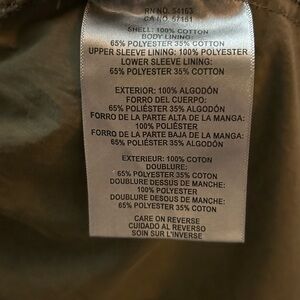 RN NO. 54163
CA NO. 57151
SHELL: 100% COTTON
BODY LINING:
65% POLYESTER 35% COTTON
UPPER SLEEVE LINING: 100% POLYESTER
LOWER SLEEVE LINING:
65% POLYESTER 35% COTTON
EXTERIOR: 100% ALGODÓN
FORRO DEL CUERPO:
65% POLIÉSTER 35% ALGODÓN
FORRO DE LA PARTE ALTA DE LA MANGA:
100% POLIÉSTER
FORRO DE LA PARTE BAJA DE LA MANGA:
65% POLIÉSTER 35% ALGODÓN
EXTERIEUR: 100% COTON
DOUBLURE:
65% POLYESTER 35% COTON
DOUBLURE DESSUS DE MANCHE:
100% POLYESTER
DOUBLURE DESSOUS DE MANCHE:
65% POLYESTER 35% COTON
CARE ON REVERSE
CUIDADO AL REVERSO
SOIN SUR L'ENVERS